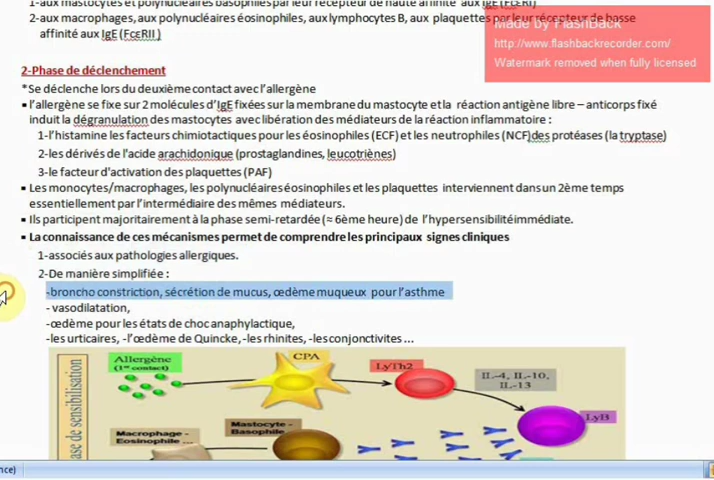 1-aux mastocytes et polynucléaires basophiles par leur récepteur de haute affinité aux IgE (FcεRI)
2-aux macrophages, aux polynucléaires éosinophiles, aux lymphocytes B, aux plaquettes par leur récepteur de basse
affinité aux IgE (FcεRII)
Made by FlashBack
http://www.flashbackrecorder.com/
Watermark removed when fully licensed
2-Phase de déclenchement
*Se déclenche lors du deuxième contact avec l'allergène
▪ l'allergène se fixe sur 2 molécules d'IgE fixées sur la membrane du mastocyte et la réaction antigène libre – anticorps fixé
induit la dégranulation des mastocytes avec libération des médiateurs de la réaction inflammatoire :
1-l'histamine les facteurs chimiotactiques pour les éosinophiles (ECF) et les neutrophiles (NCF)des protéases (la tryptase)
2-les dérivés de l'acide arachidonique (prostaglandines, leucotriènes)
3-le facteur d'activation des plaquettes (PAF)
▪ Les monocytes/macrophages, les polynucléaires éosinophiles et les plaquettes interviennent dans un 2ème temps
essentiellement par l'intermédiaire des mêmes médiateurs.
▪ Ils participent majoritairement à la phase semi-retardée (≈ 6ème heure) de l'hypersensibilité immédiate.
▪ La connaissance de ces mécanismes permet de comprendre les principaux signes cliniques
1-associés aux pathologies allergiques.
2-De manière simplifiée :
-broncho constriction, sécrétion de mucus, œdème muqueux pour l'asthme
- vasodilatation,
-œdème pour les états de choc anaphylactique,
-les urticaires, -l'œdème de Quincke, -les rhinites, -les conjonctivites ...
Allergène
(1er contact)
CPA
LyTh2
IL-4, IL-10,
IL-13
LyB
ase de sensibilisation
Macrophage -
Eosinophile ...
Mastocyte -
Basophile
nce)